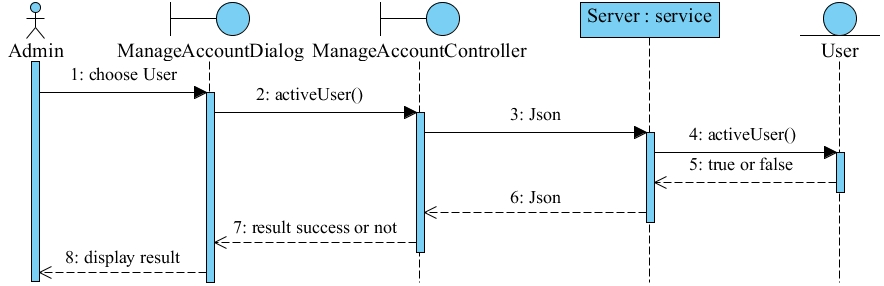 Server : service
Admin
ManageAccountDialog
ManageAccountController
User
1: choose User
2: activeUser()
3: Json
4: activeUser()
5: true or false
6: Json
7: result success or not
8: display result